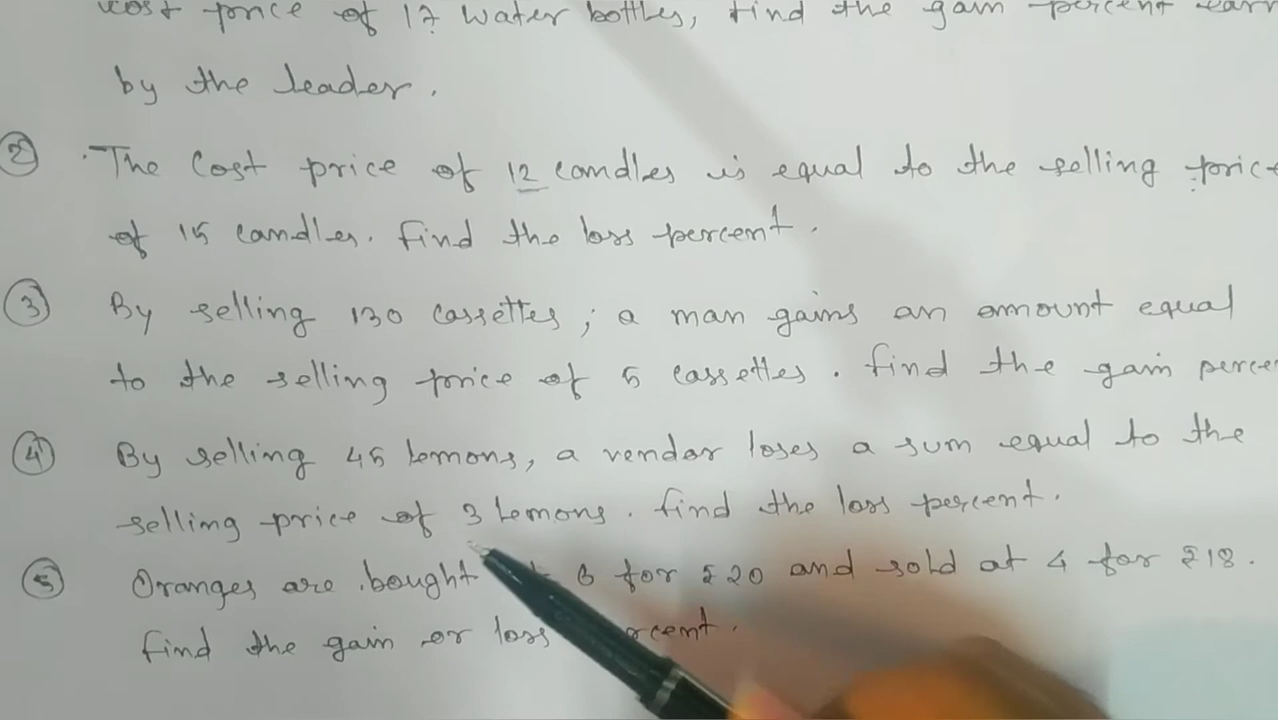 cost price of 17 water bottles, find the gain percent earn
by the leader.
② The Cost price of 12 candles is equal to the selling price
of 15 candles. find the loss percent.
③ By selling 130 cassettes; a man gains an amount equal
to the selling price of 5 cassettes. find the gain percen
④ By selling 45 lemons, a vendor loses a sum equal to the
selling price of 3 lemons. find the loss percent.
⑤ Oranges are bought 6 for ₹20 and sold at 4 for ₹18.
find the gain or loss percent.